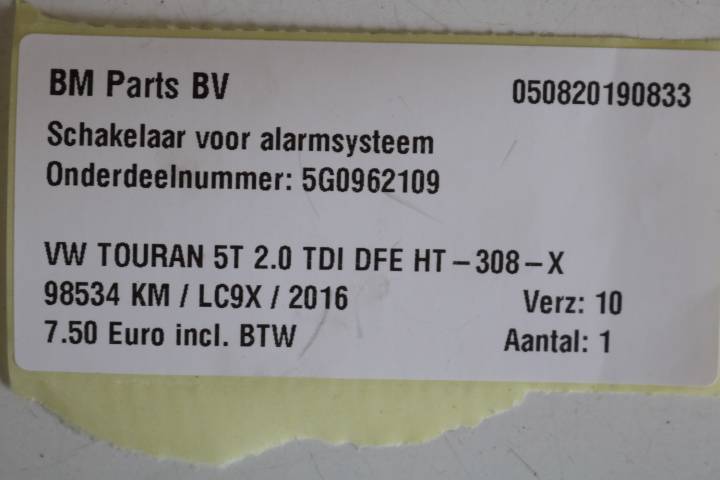 BM Parts BV 050820190833
Schakelaar voor alarmsysteem
Onderdeelnummer: 5G0962109
VW TOURAN 5T 2.0 TDI DFE HT-308-X
98534 KM / LC9X / 2016 Verz: 10
7.50 Euro incl. BTW Aantal: 1